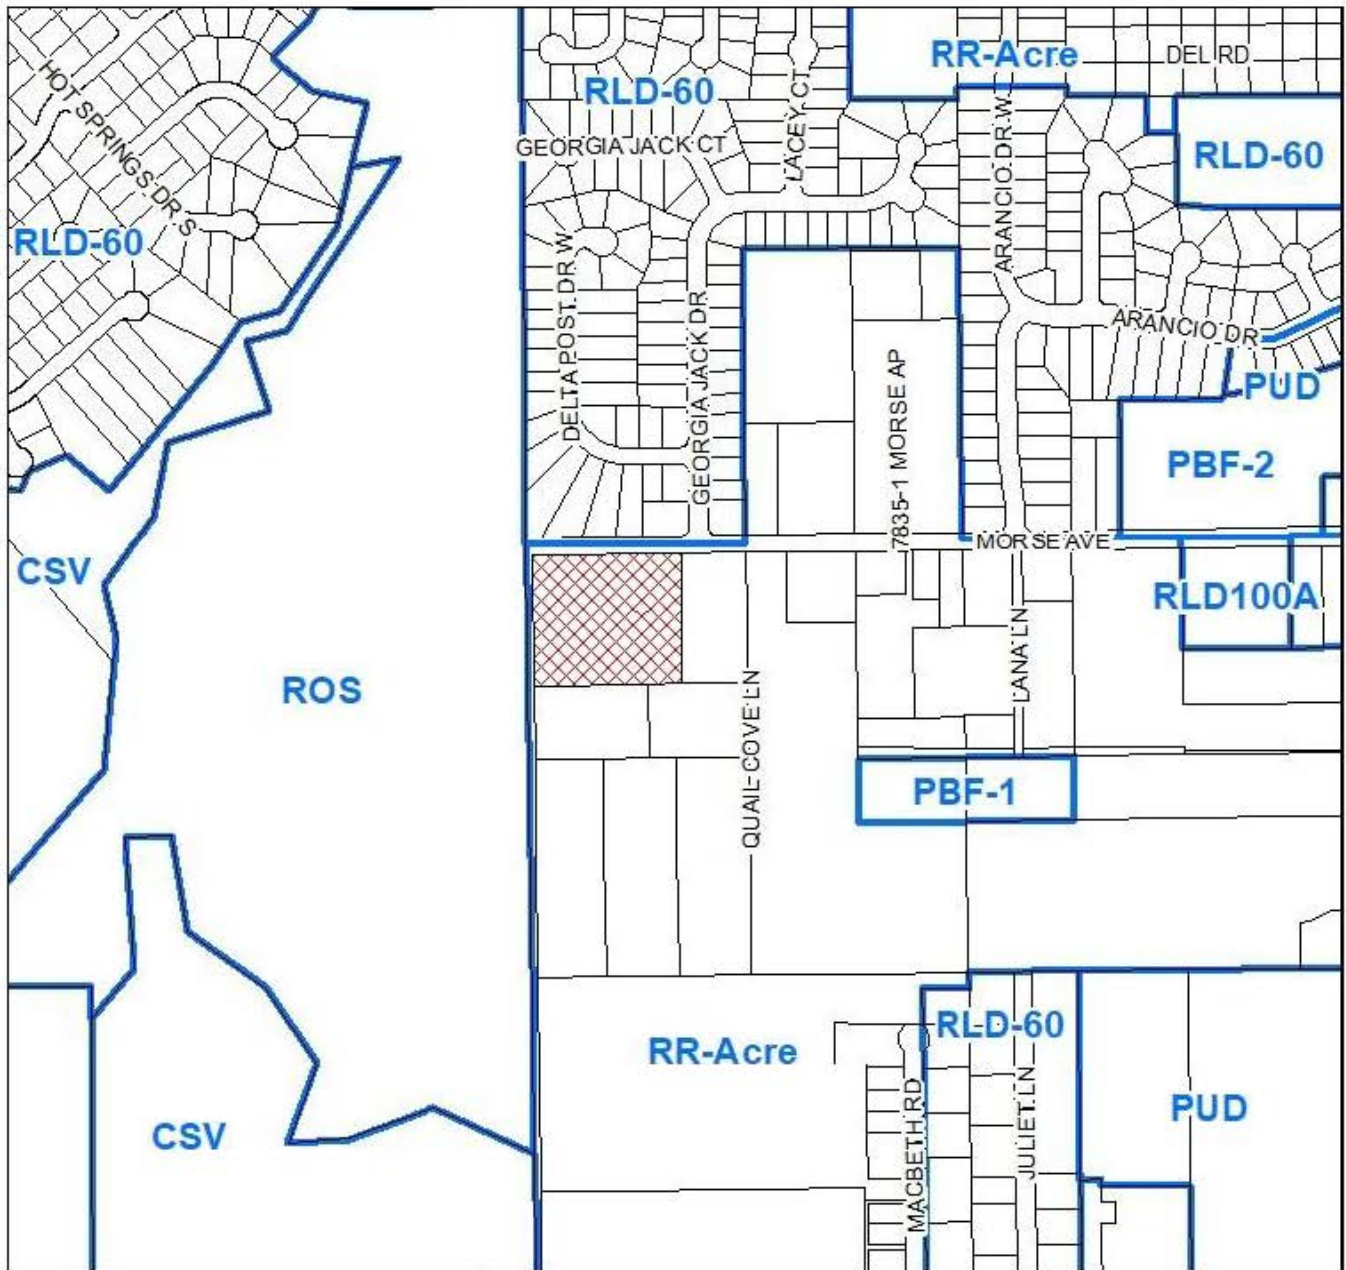 RR-Acre
DEL RD
HOT SPRINGS DR S
RLD-60
LACEY CT
GEORGIA JACK CT
ARANCIO DR W
RLD-60
RLD-60
DELTA POST DR W
GEORGIA JACK DR
ARANCIO DR
PUD
7835-1 MORSE AP
PBF-2
MORSE AVE
CSV
RLD100A
LANA LN
ROS
QUAIL COVE LN
PBF-1
RLD-60
RR-Acre
MACBETH RD
JULIET LN
PUD
CSV